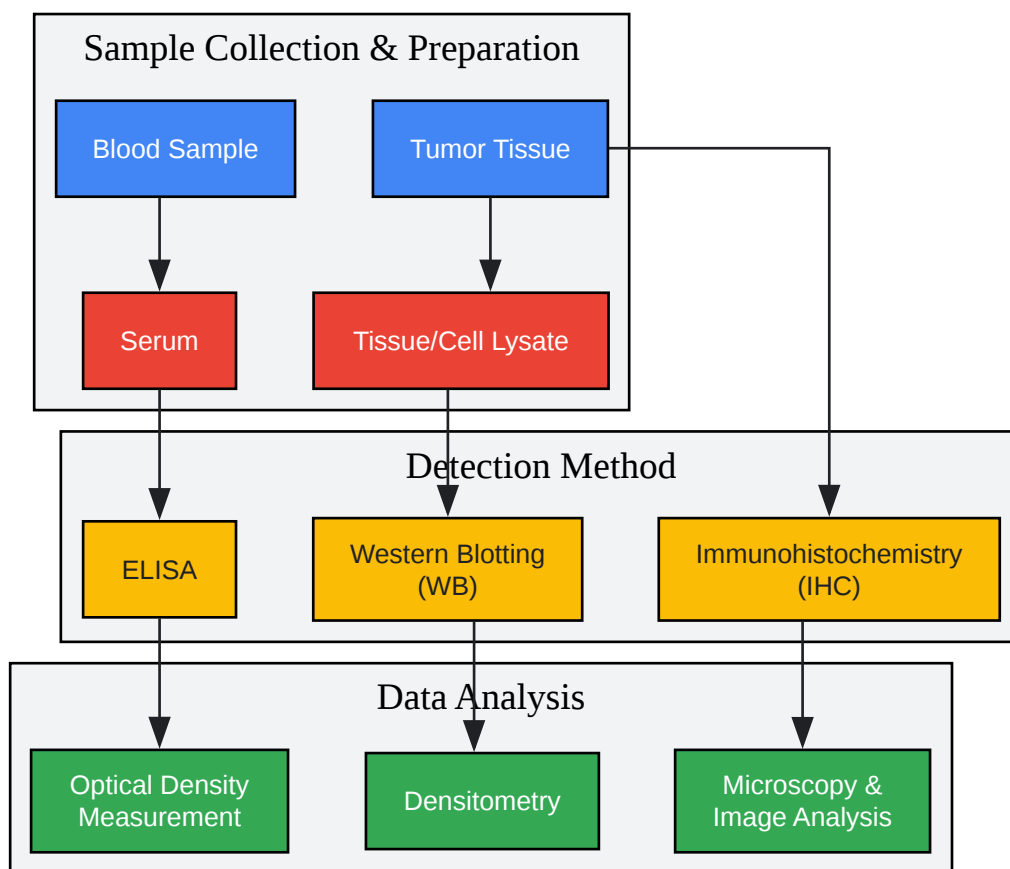 Sample Collection & Preparation
Blood Sample
Tumor Tissue
Serum
Tissue/Cell Lysate
Detection Method
ELISA
Western Blotting
(WB)
Immunohistochemistry
(IHC)
Data Analysis
Optical Density
Measurement
Densitometry
Microscopy &
Image Analysis